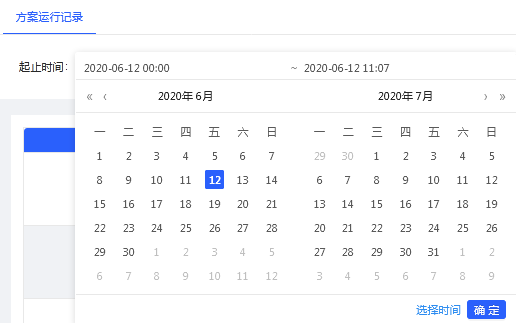 方案运行记录
起止时间: 2020-06-12 00:00 ~ 2020-06-12 11:07
« ‹ 2020年 6月 2020年 7月 › »
一 二 三 四 五 六 日 一 二 三 四 五 六 日
1 2 3 4 5 6 7 29 30 1 2 3 4 5
8 9 10 11 12 13 14 6 7 8 9 10 11 12
15 16 17 18 19 20 21 13 14 15 16 17 18 19
22 23 24 25 26 27 28 20 21 22 23 24 25 26
29 30 1 2 3 4 5 27 28 29 30 31 1 2
6 7 8 9 10 11 12 3 4 5 6 7 8 9
选择时间 确 定